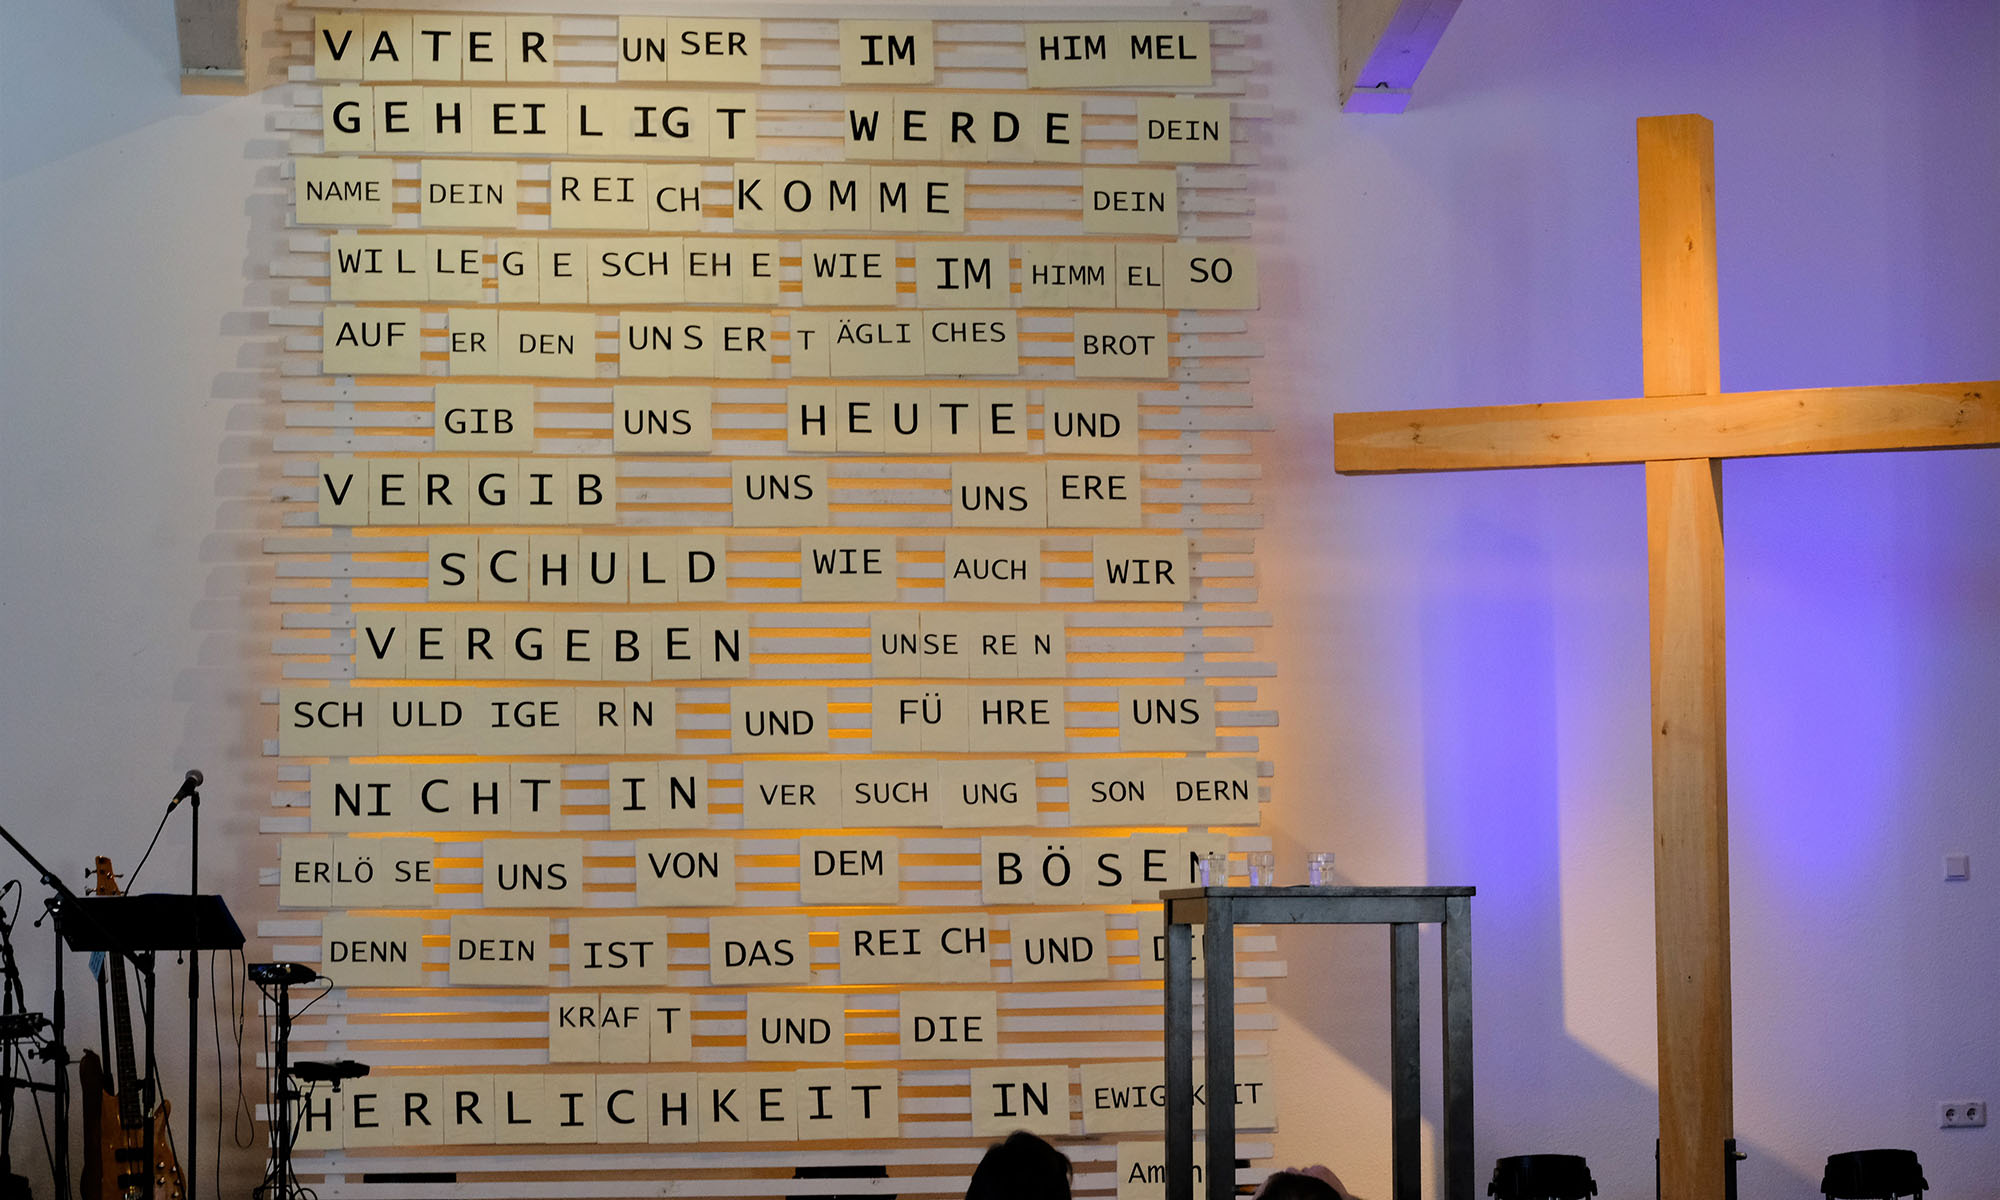 VATER UNSER IM HIMMEL
GEHEILIGT WERDE DEIN
NAME DEIN REICH KOMME DEIN
WILLE GESCHEHE WIE IM HIMMEL SO
AUF ERDEN UNSER TÄGLICHES BROT
GIB UNS HEUTE UND
VERGIB UNS UNSERE
SCHULD WIE AUCH WIR
VERGEBEN UNSEREN
SCHULDIGERN UND FÜHRE UNS
NICHT IN VERSUCHUNG SONDERN
ERLÖSE UNS VON DEM BÖSEN
DENN DEIN IST DAS REICH UND DIE
KRAFT UND DIE
HERRLICHKEIT IN EWIGKEIT
Amen